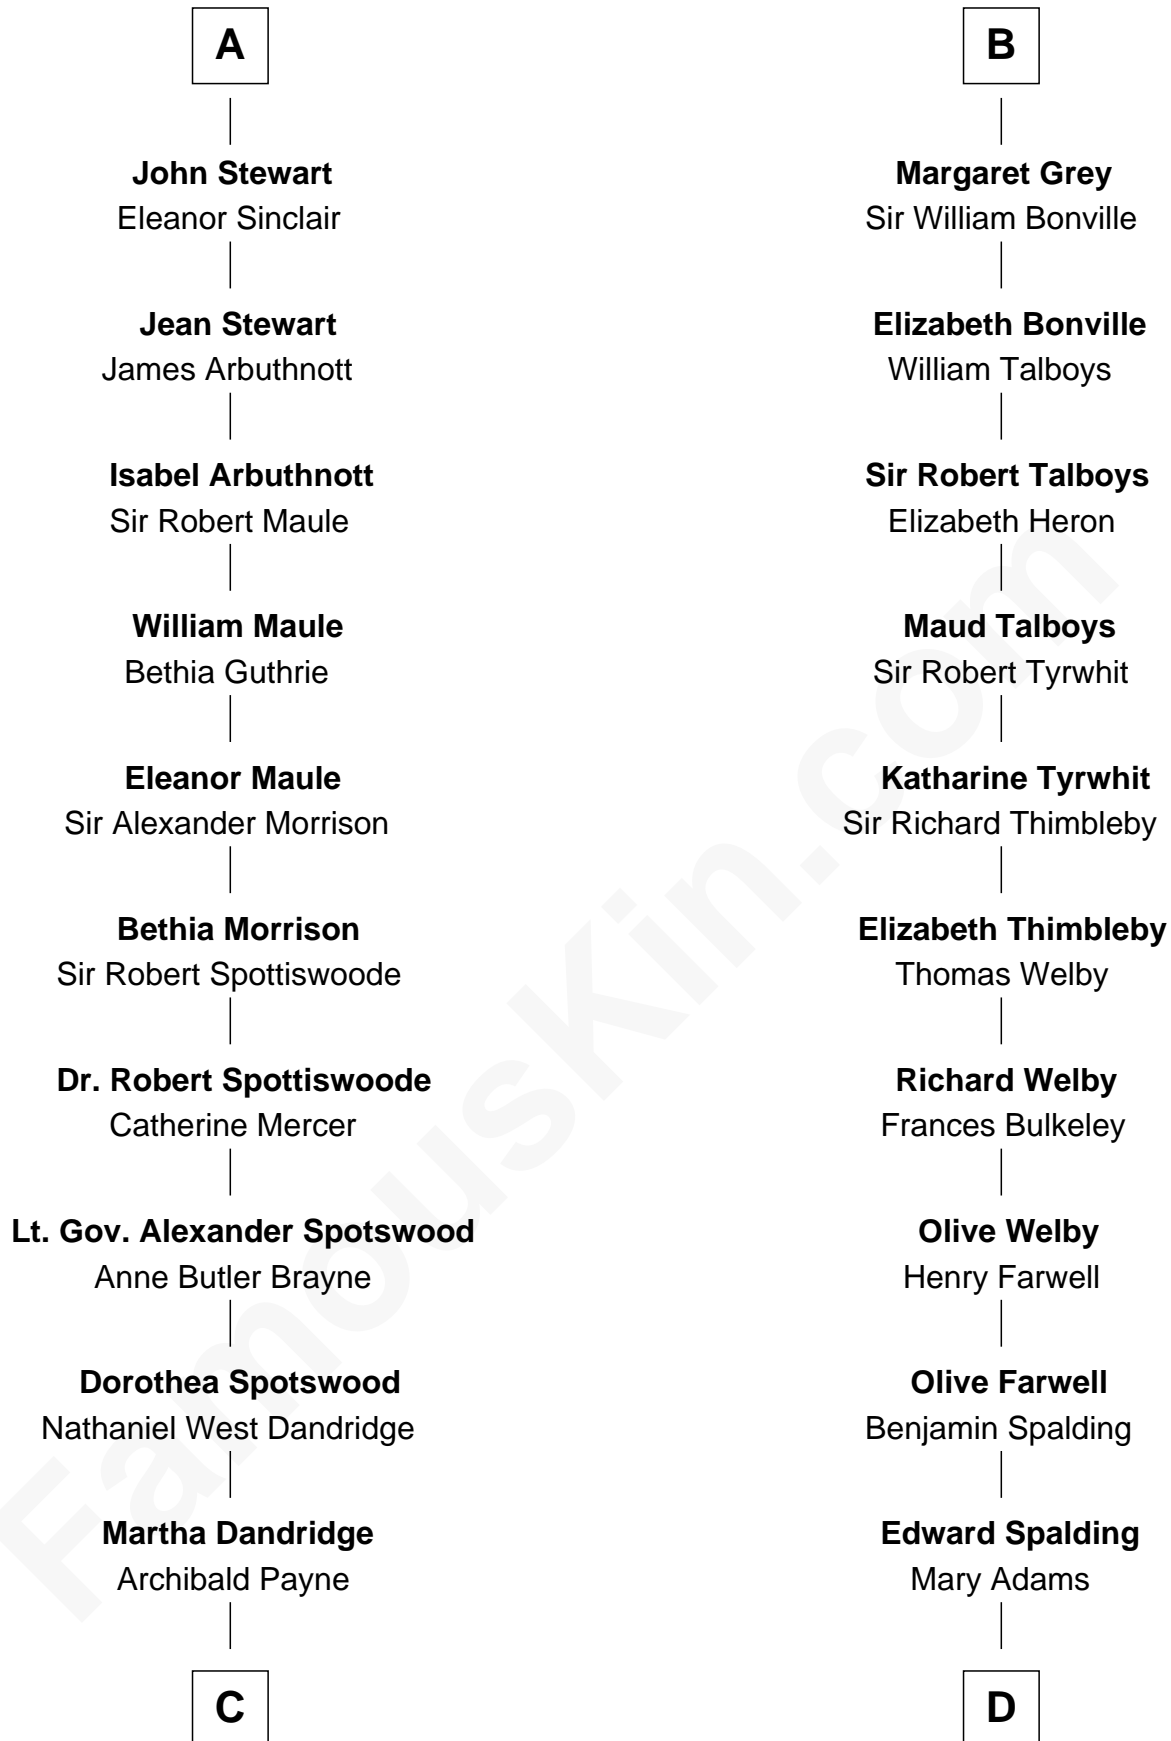 A
John Stewart
Eleanor Sinclair
Jean Stewart
James Arbuthnott
Isabel Arbuthnott
Sir Robert Maule
William Maule
Bethia Guthrie
Eleanor Maule
Sir Alexander Morrison
Bethia Morrison
Sir Robert Spottiswoode
Dr. Robert Spottiswoode
Catherine Mercer
Lt. Gov. Alexander Spotswood
Anne Butler Brayne
Dorothea Spotswood
Nathaniel West Dandridge
Martha Dandridge
Archibald Payne
C
B
Margaret Grey
Sir William Bonville
Elizabeth Bonville
William Talboys
Sir Robert Talboys
Elizabeth Heron
Maud Talboys
Sir Robert Tyrwhit
Katharine Tyrwhit
Sir Richard Thimbleby
Elizabeth Thimbleby
Thomas Welby
Richard Welby
Frances Bulkeley
Olive Welby
Henry Farwell
Olive Farwell
Benjamin Spalding
Edward Spalding
Mary Adams
D
FamousKin.com